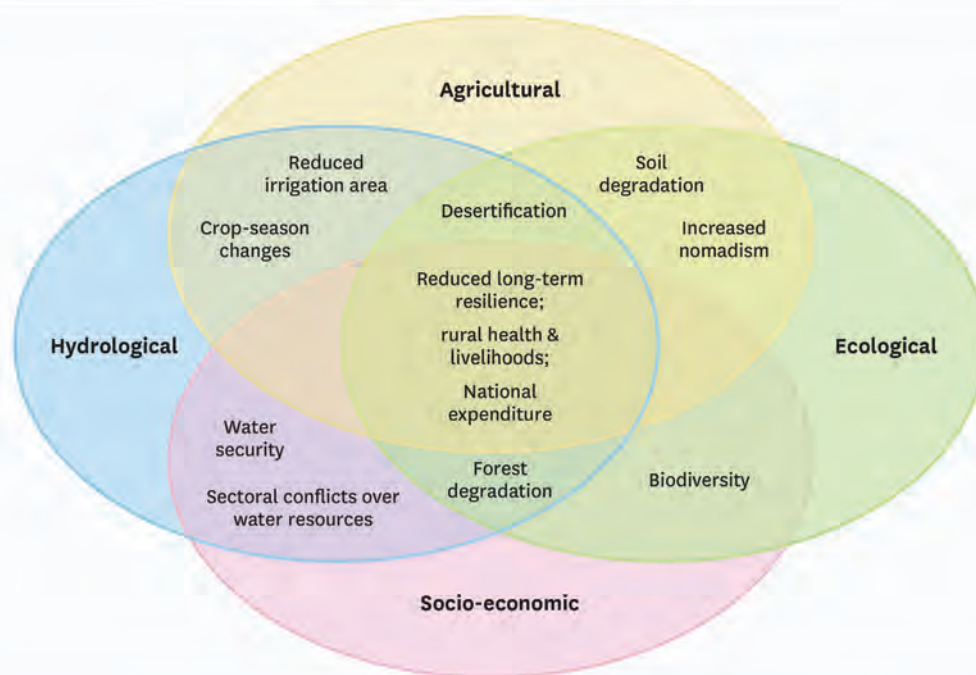 Agricultural
Reduced
irrigation area
Soil
degradation
Desertification
Crop-season
changes
Increased
nomadism
Reduced long-term
resilience;
rural health &
livelihoods;
National
expenditure
Hydrological
Ecological
Water
security
Sectoral conflicts over
water resources
Forest
degradation
Biodiversity
Socio-economic